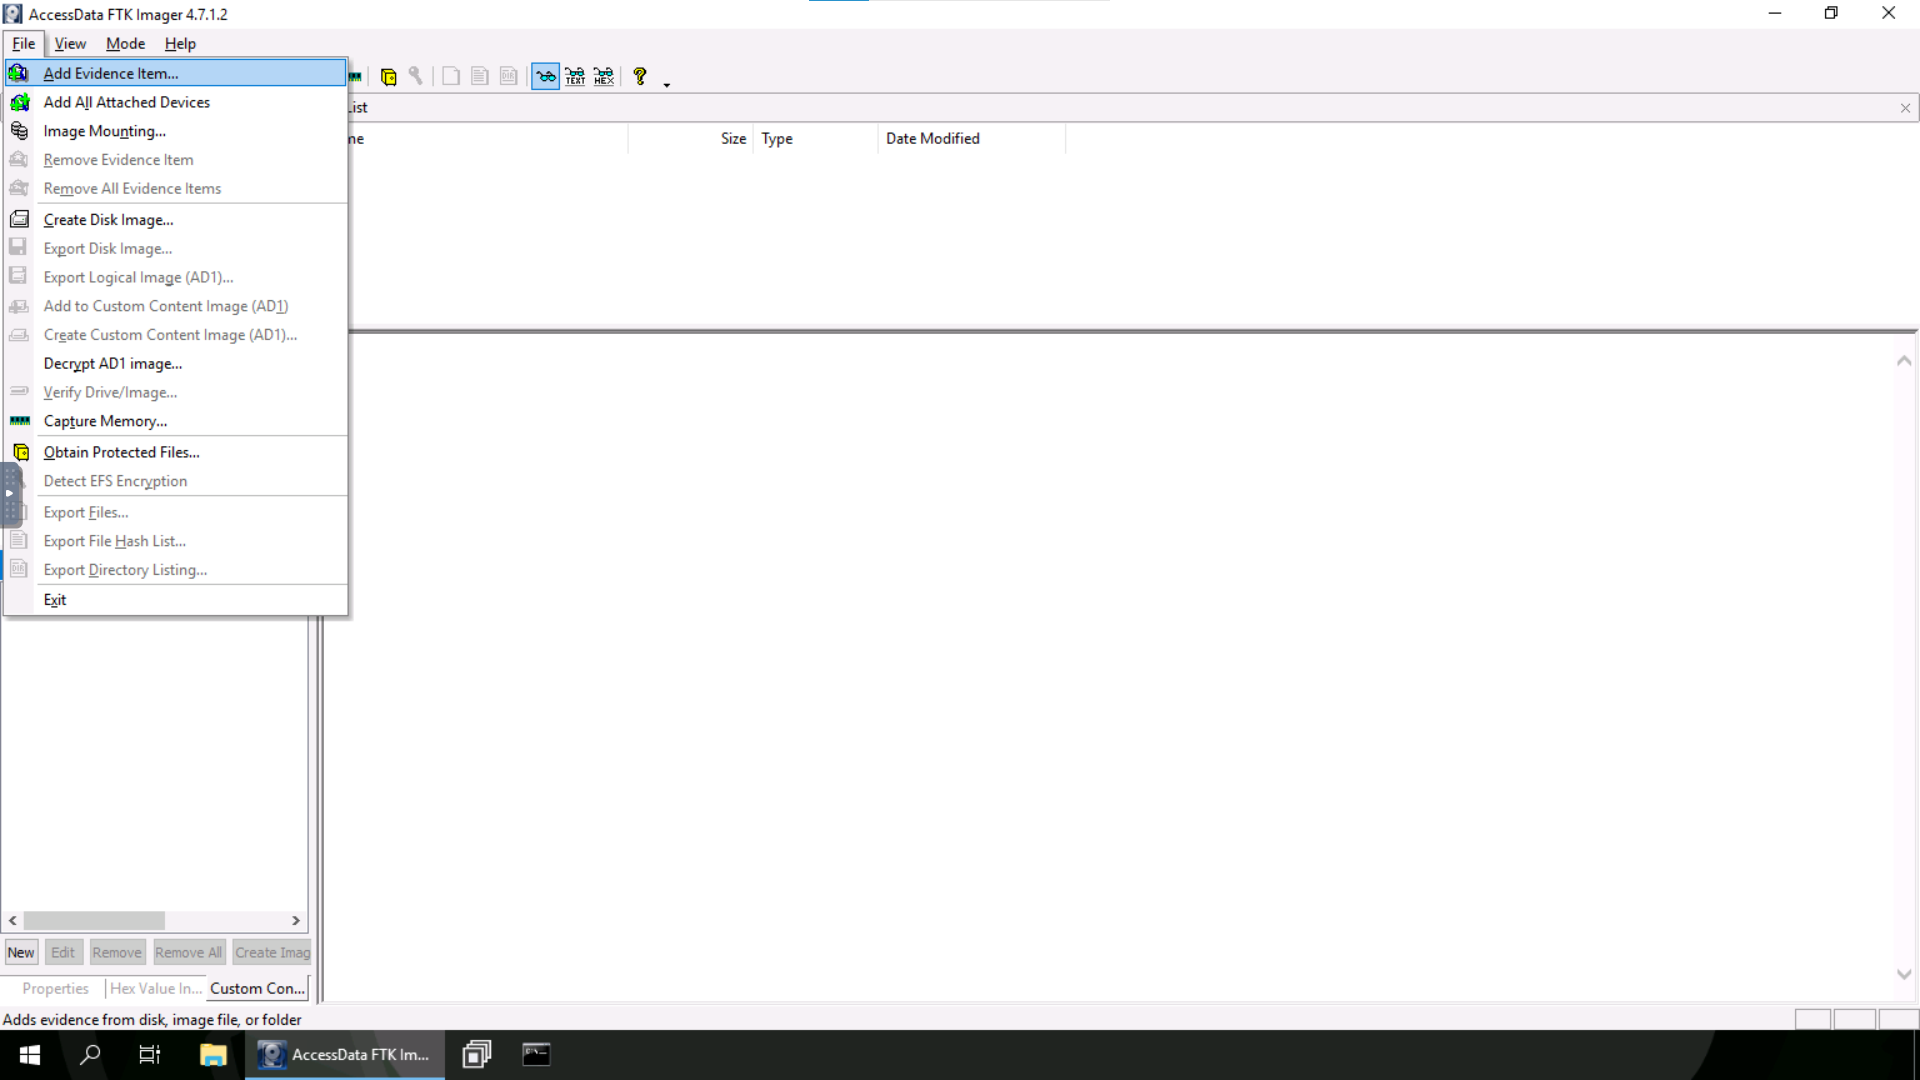 AccessData FTK Imager 4.7.1.2
File View Mode Help
Add Evidence Item...
Add All Attached Devices
Image Mounting...
Remove Evidence Item
Remove All Evidence Items
Create Disk Image...
Export Disk Image...
Export Logical Image (AD1)...
Add to Custom Content Image (AD1)
Create Custom Content Image (AD1)...
Decrypt AD1 image...
Verify Drive/Image...
Capture Memory...
Obtain Protected Files...
Detect EFS Encryption
Export Files...
Export File Hash List...
Export Directory Listing...
Exit
TEXT HEX
List
me Size Type Date Modified
New Edit Remove Remove All Create Imag
Properties Hex Value In... Custom Con...
Adds evidence from disk, image file, or folder
AccessData FTK Im...